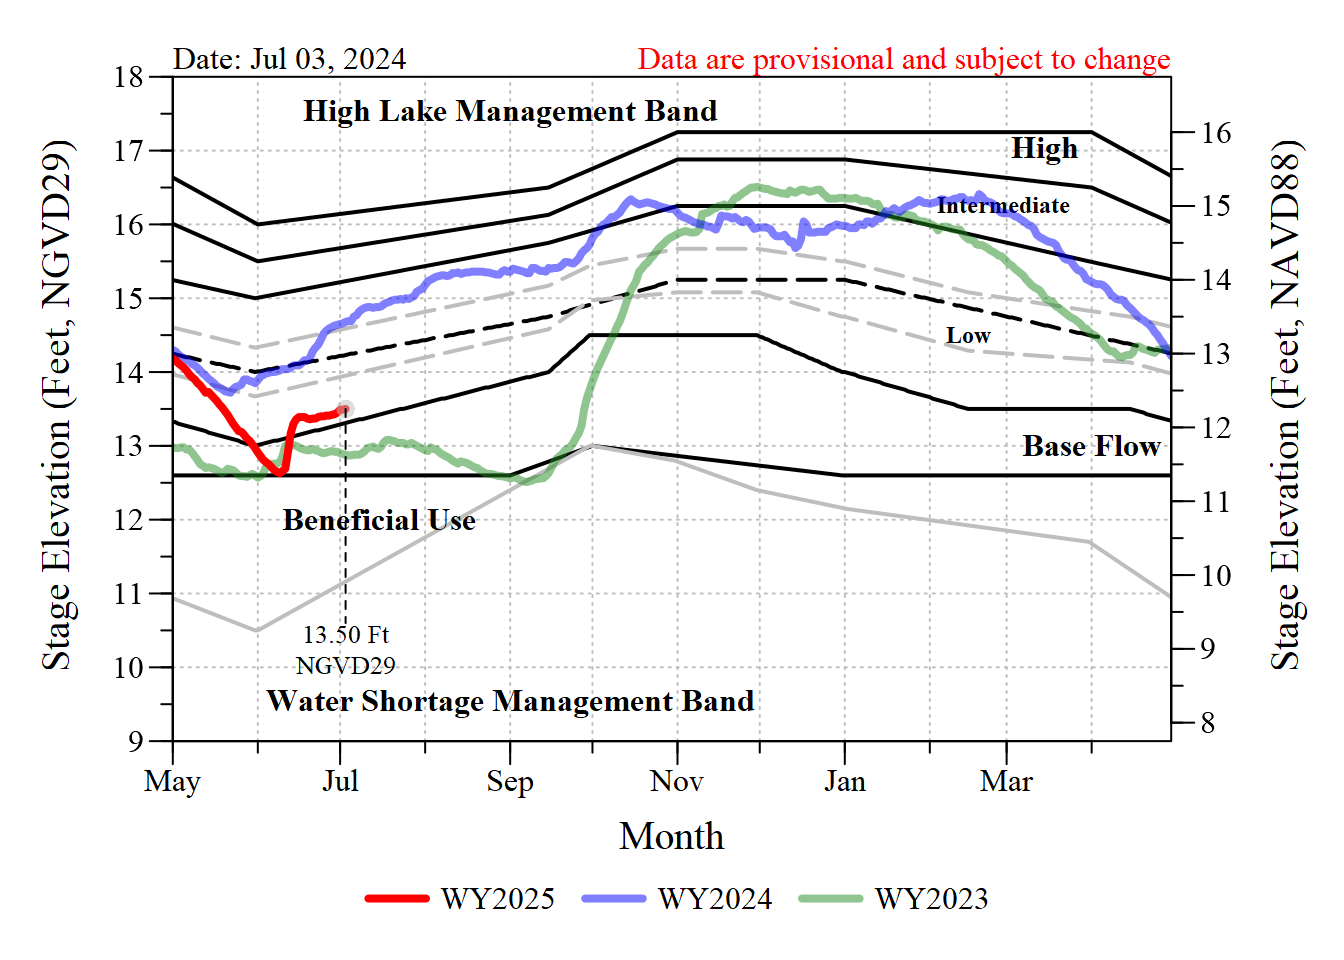 Date: Jul 03, 2024
Data are provisional and subject to change
High Lake Management Band
High
Intermediate
Low
Base Flow
Beneficial Use
13.50 Ft
NGVD29
Water Shortage Management Band
Stage Elevation (Feet, NGVD29)
18
17
16
15
14
13
12
11
10
9
Stage Elevation (Feet, NAVD88)
16
15
14
13
12
11
10
9
8
May
Jul
Sep
Nov
Jan
Mar
Month
WY2025
WY2024
WY2023